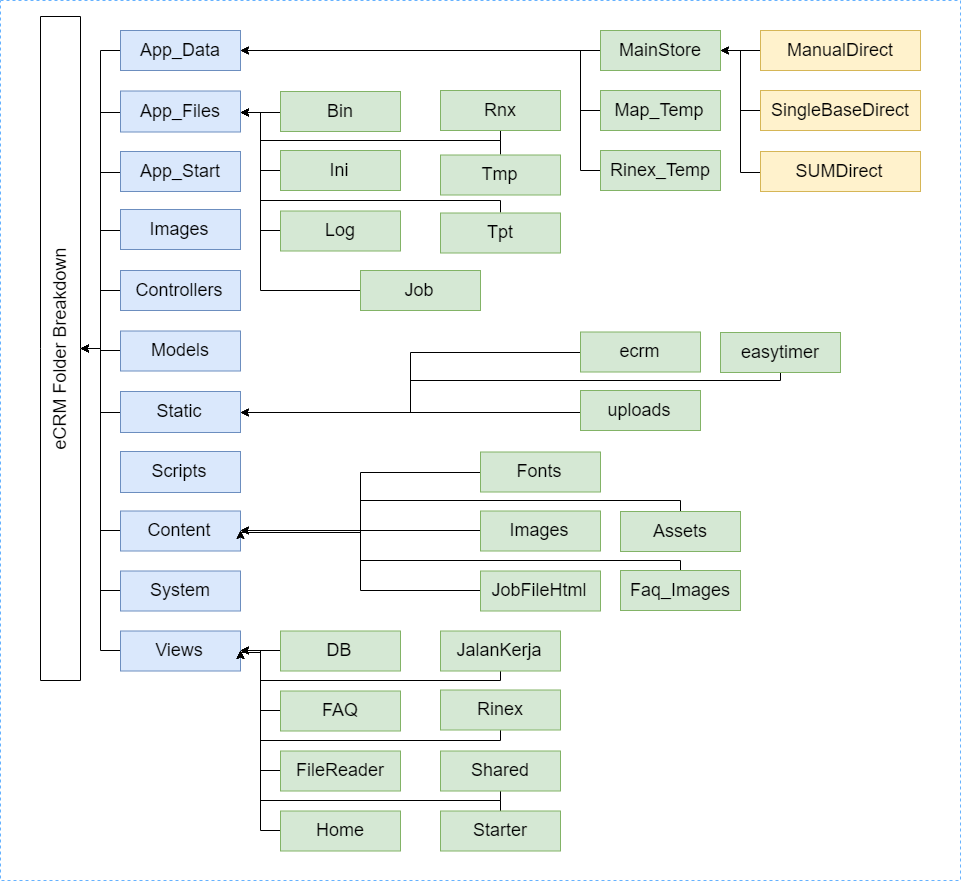 eCRM Folder Breakdown
App_Data
MainStore
ManualDirect
Map_Temp
SingleBaseDirect
Rinex_Temp
SUMDirect
App_Files
Bin
Rnx
Ini
Tmp
Log
Tpt
Job
App_Start
Images
Controllers
Models
Static
ecrm
easytimer
uploads
Scripts
Content
Fonts
Images
Assets
JobFileHtml
Faq_Images
System
Views
DB
JalanKerja
FAQ
Rinex
FileReader
Shared
Home
Starter